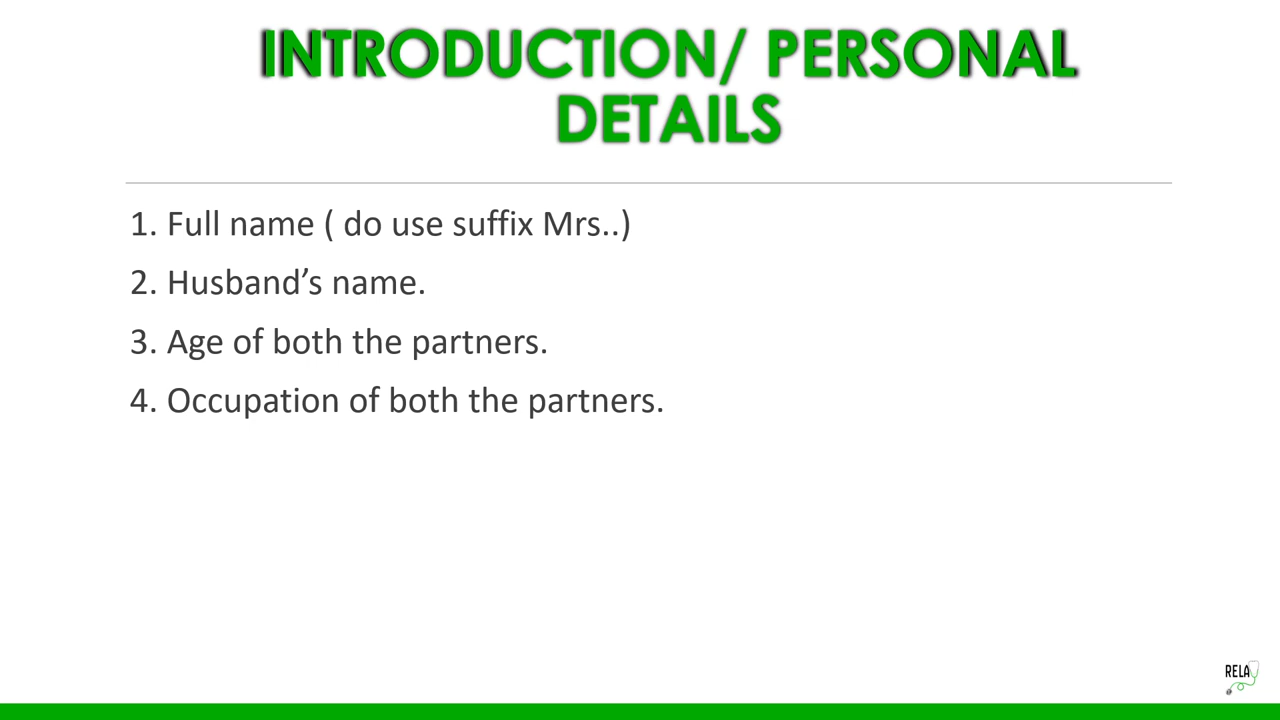 INTRODUCTION/ PERSONAL
DETAILS
1. Full name ( do use suffix Mrs..)
2. Husband’s name.
3. Age of both the partners.
4. Occupation of both the partners.
RELAY